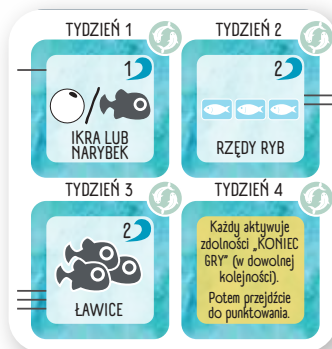 TYDZIEŃ 1
1
/
IKRA LUB
NARYBEK
TYDZIEŃ 2
2
RZĘDY RYB
TYDZIEŃ 3
2
ŁAWICE
TYDZIEŃ 4
Każdy aktywuje
zdolności „KONIEC
GRY” (w dowolnej
kolejności).
Potem przejdźcie
do punktowania.